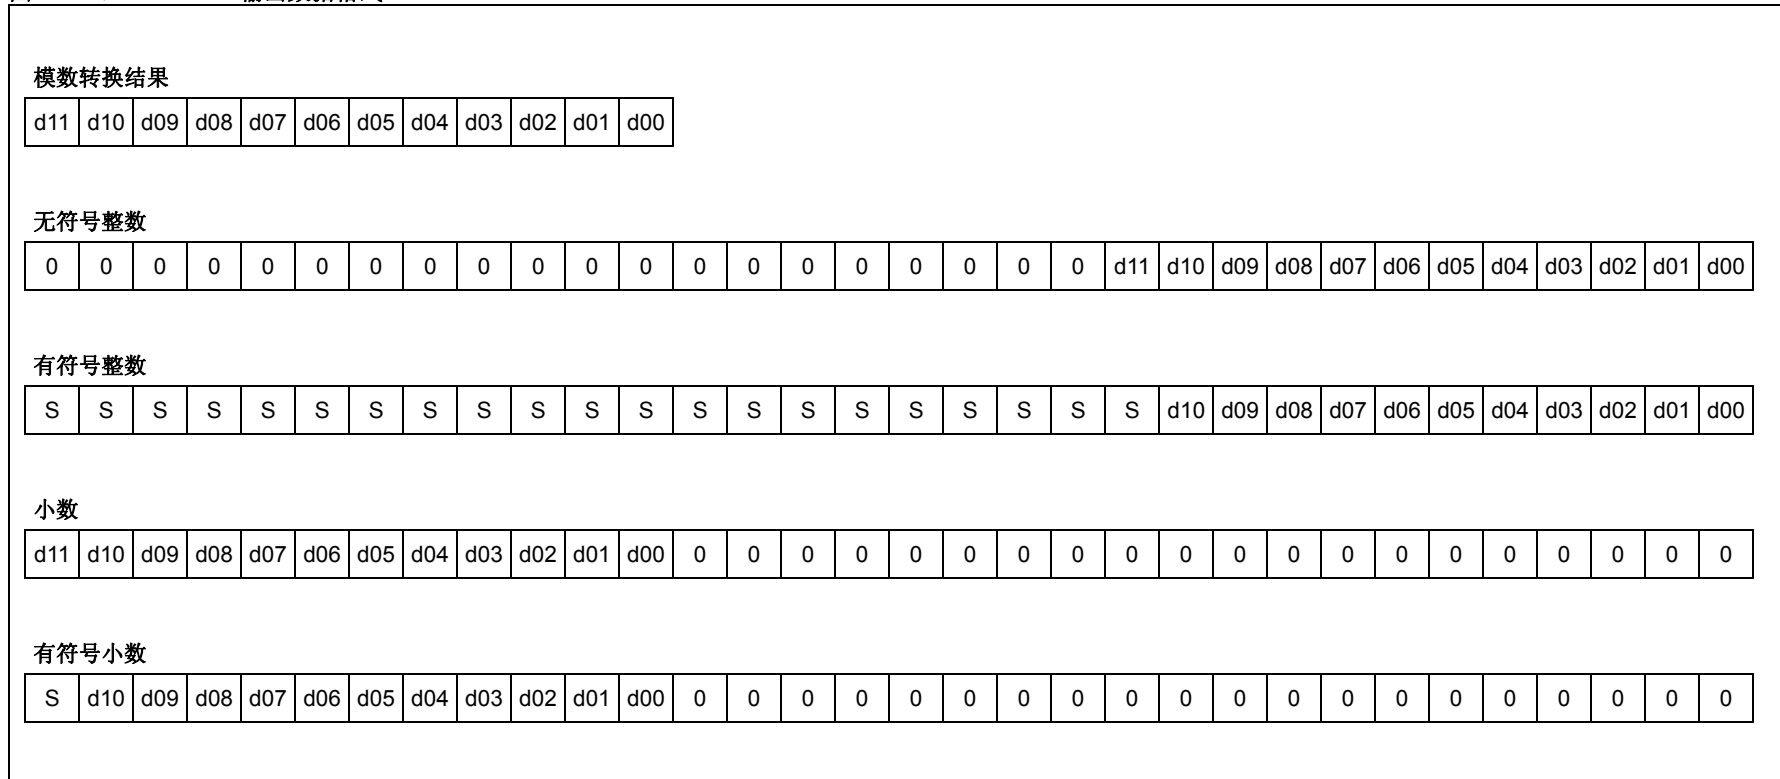 模数转换结果
d11 d10 d09 d08 d07 d06 d05 d04 d03 d02 d01 d00
无符号整数
0 0 0 0 0 0 0 0 0 0 0 0 0 0 0 0 0 0 0 0 d11 d10 d09 d08 d07 d06 d05 d04 d03 d02 d01 d00
有符号整数
S S S S S S S S S S S S S S S S S S S S S d10 d09 d08 d07 d06 d05 d04 d03 d02 d01 d00
小数
d11 d10 d09 d08 d07 d06 d05 d04 d03 d02 d01 d00 0 0 0 0 0 0 0 0 0 0 0 0 0 0 0 0 0 0 0 0
有符号小数
S d10 d09 d08 d07 d06 d05 d04 d03 d02 d01 d00 0 0 0 0 0 0 0 0 0 0 0 0 0 0 0 0 0 0 0 0